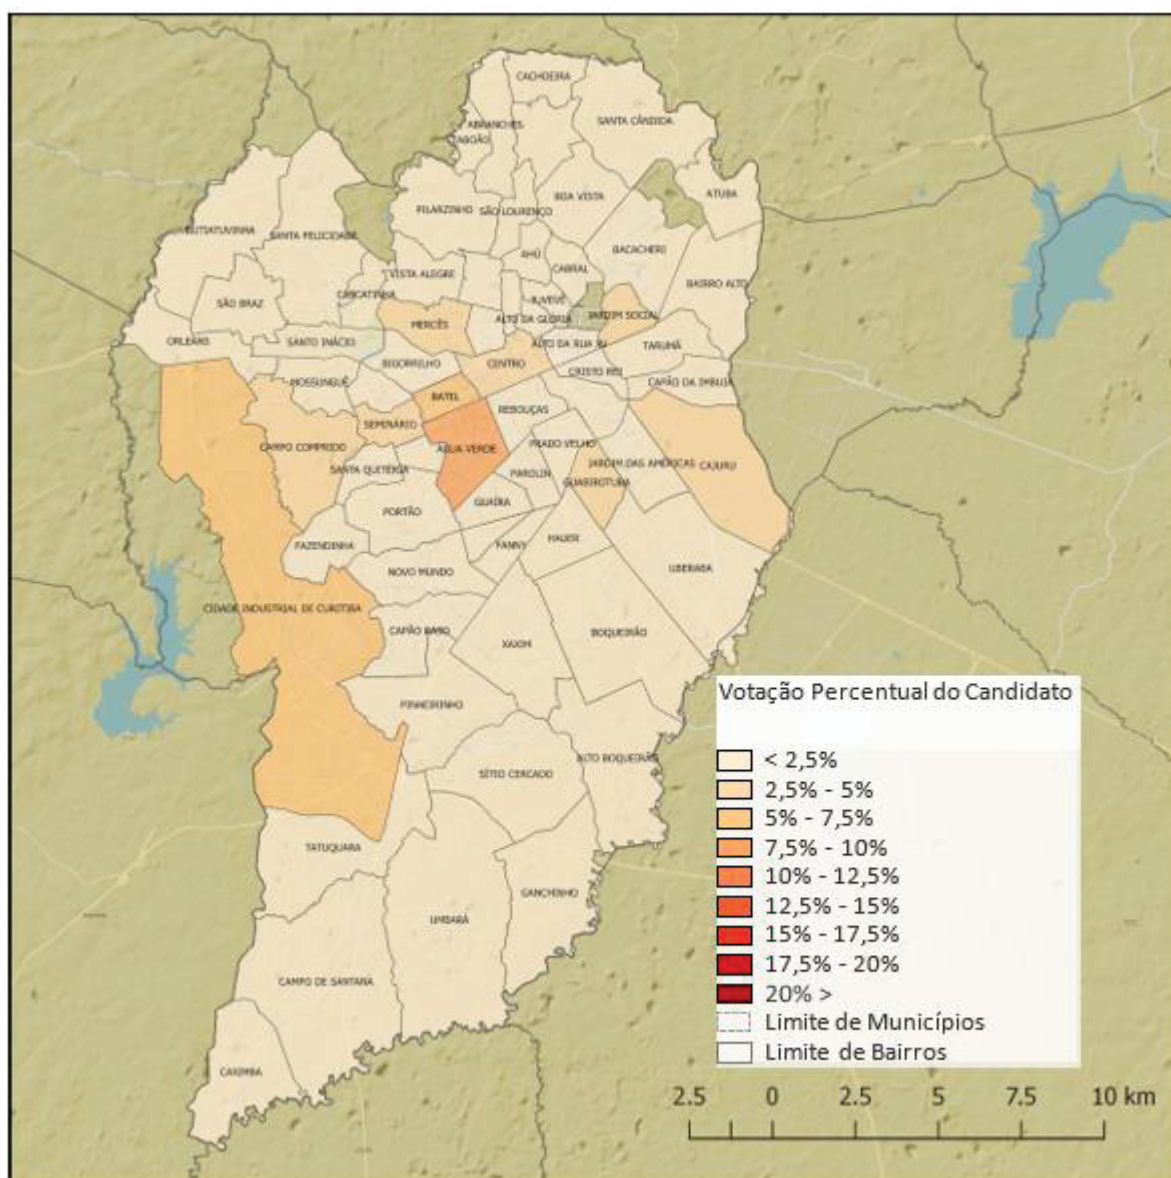 CACHOEIRA
ABRANCHES
TABOÃO
SANTA CÂNDIDA
ATUBA
BOA VISTA
PILARZINHO
SÃO LOURENÇO
BUTIATUVINHA
SANTA FELICIDADE
AHÚ
BACACHERI
CABRAL
VISTA ALEGRE
BAIRRO ALTO
SÃO BRAZ
CASCATINHA
JUVEVÊ
ALTO DA GLÓRIA
JARDIM SOCIAL
MERCÊS
ORLEANS
SANTO INÁCIO
ALTO DA RUA XV
TARUMÃ
BIGORRILHO
CENTRO
CRISTO REI
MOSSUNGUÊ
CAPÃO DA IMBUIA
BATEL
REBOUÇAS
SEMINÁRIO
CAMPO COMPRIDO
ÁGUA VERDE
PRADO VELHO
JARDIM DAS AMÉRICAS
CAJURU
SANTA QUITÉRIA
PAROLIN
GUABIROTUBA
GUAÍRA
PORTÃO
FAZENDINHA
FANNY
HAUER
NOVO MUNDO
UBERABA
CIDADE INDUSTRIAL DE CURITIBA
CAPÃO RASO
XAXIM
BOQUEIRÃO
PINHEIRINHO
SÍTIO CERCADO
ALTO BOQUEIRÃO
TATUQUARA
GANCHINHO
UMBARÁ
CAMPO DE SANTANA
CAXIMBA
Votação Percentual do Candidato
< 2,5%
2,5% - 5%
5% - 7,5%
7,5% - 10%
10% - 12,5%
12,5% - 15%
15% - 17,5%
17,5% - 20%
20% >
Limite de Municípios
Limite de Bairros
2.5 0 2.5 5 7.5 10 km